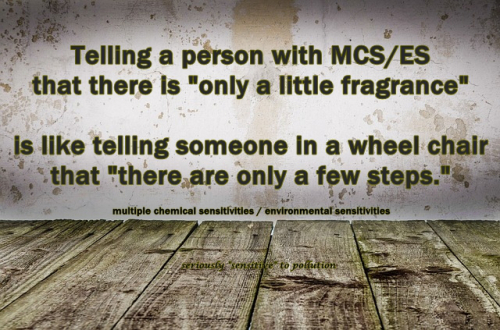 Telling a person with MCS/ES
that there is "only a little fragrance"
is like telling someone in a wheel chair
that "there are only a few steps."
multiple chemical sensitivities / environmental sensitivities
seriously "sensitive" to pollution